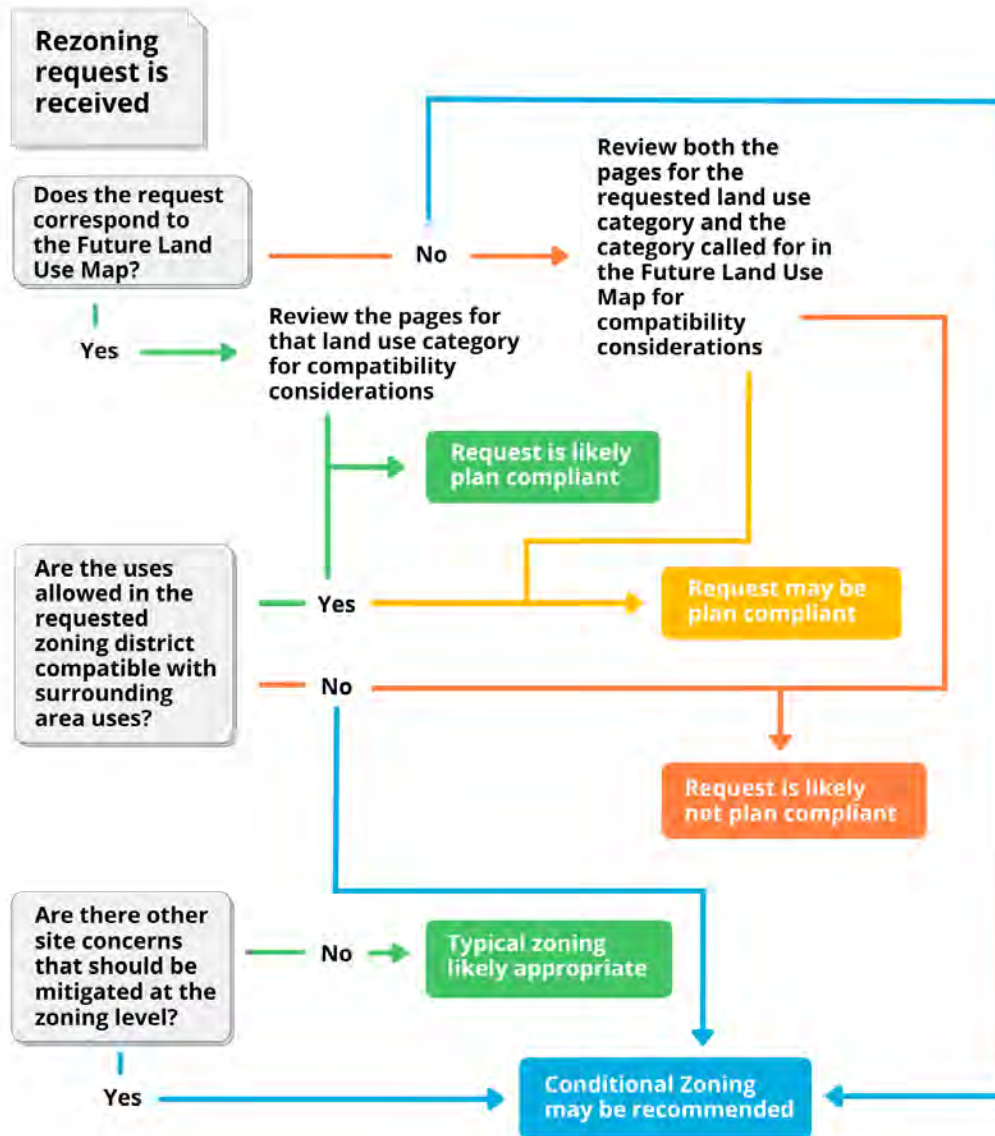 Rezoning
request is
received
Does the request
correspond to
the Future Land
Use Map?
No
Review both the
pages for the
requested land use
category and the
category called for in
the Future Land Use
Map for
compatibility
considerations
Yes
Review the pages for
that land use category
for compatibility
considerations
Request is likely
plan compliant
Are the uses
allowed in the
requested
zoning district
compatible with
surrounding
area uses?
Yes
Request may be
plan compliant
No
Request is likely
not plan compliant
Are there other
site concerns
that should be
mitigated at the
zoning level?
No
Typical zoning
likely appropriate
Yes
Conditional Zoning
may be recommended